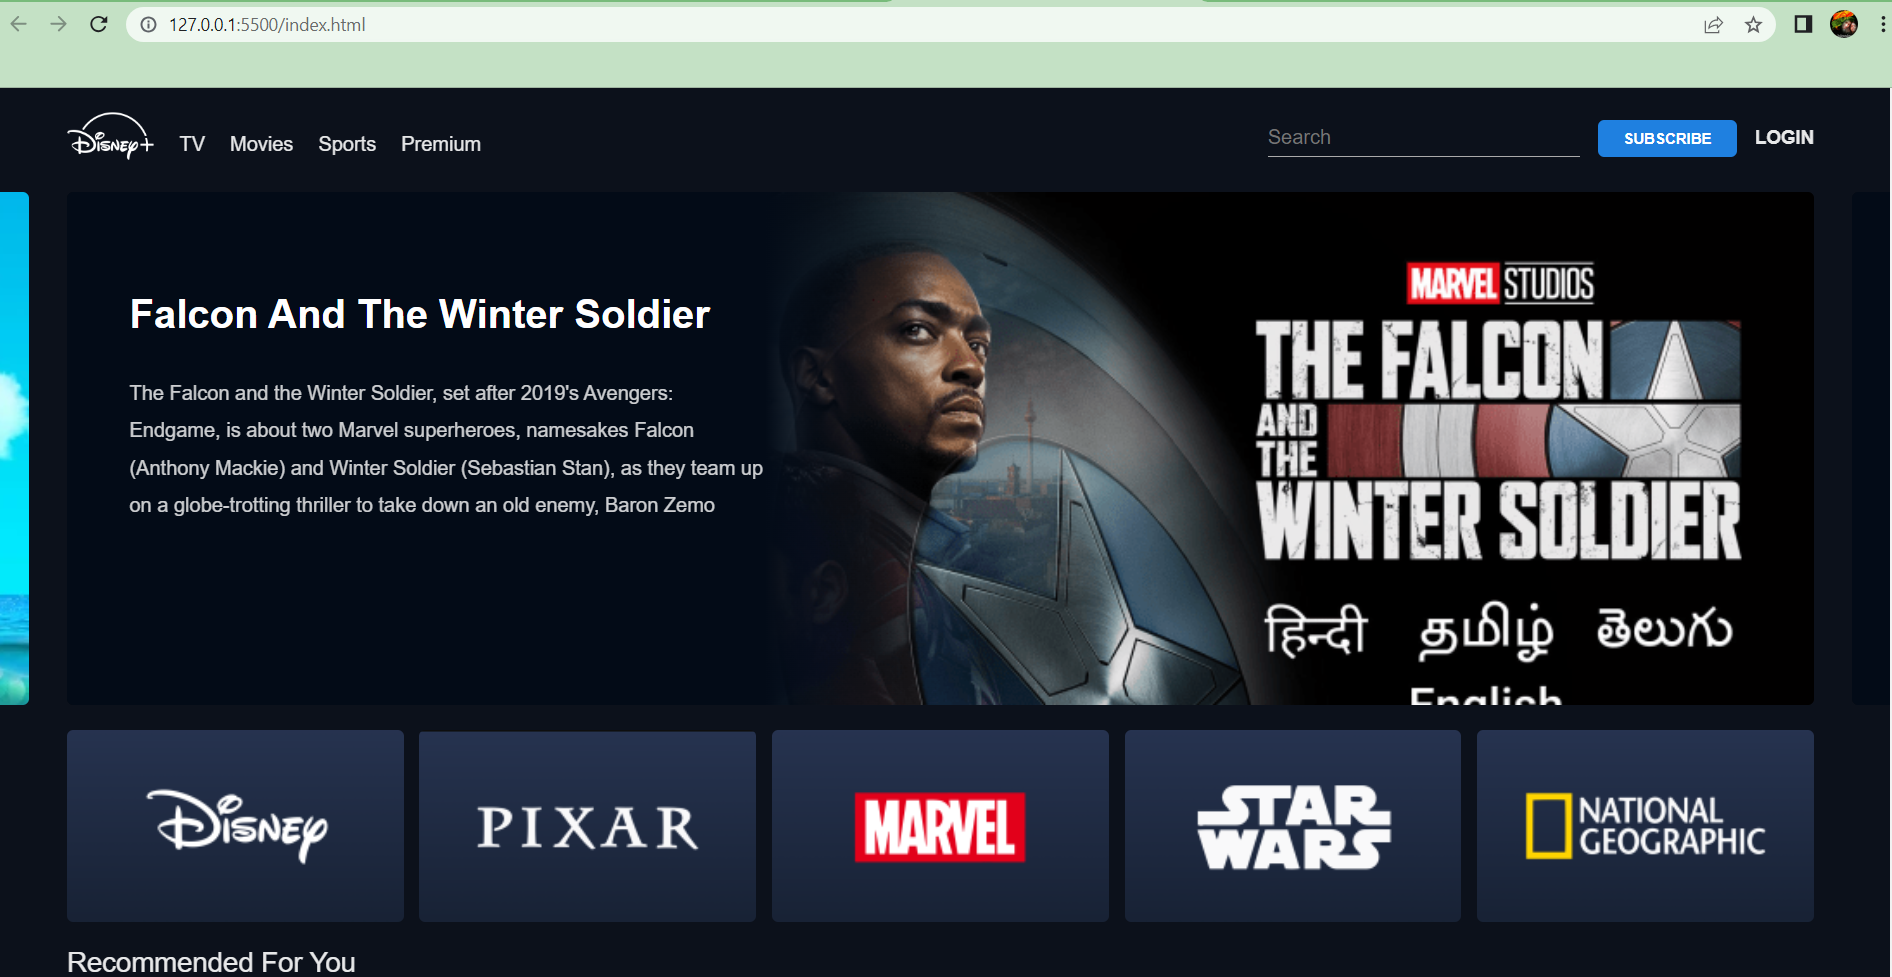 127.0.0.1:5500/index.html
Disney+ TV Movies Sports Premium Search SUBSCRIBE LOGIN
Falcon And The Winter Soldier
The Falcon and the Winter Soldier, set after 2019's Avengers:
Endgame, is about two Marvel superheroes, namesakes Falcon
(Anthony Mackie) and Winter Soldier (Sebastian Stan), as they team up
on a globe-trotting thriller to take down an old enemy, Baron Zemo
MARVEL STUDIOS
THE FALCON
AND
THE
WINTER SOLDIER
हिन्दी தமிழ் తెలుగు
English
Disney PIXAR MARVEL STAR WARS NATIONAL GEOGRAPHIC
Recommended For You